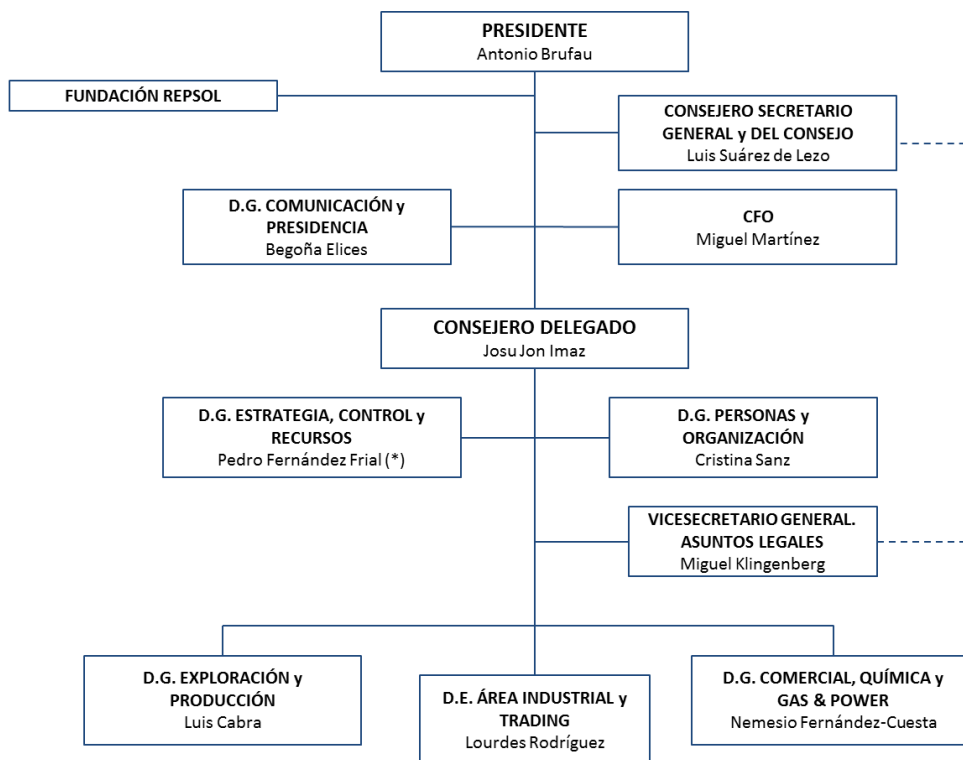 PRESIDENTE
Antonio Brufau
FUNDACIÓN REPSOL
CONSEJERO SECRETARIO
GENERAL y DEL CONSEJO
Luis Suárez de Lezo
D.G. COMUNICACIÓN y
PRESIDENCIA
Begoña Elices
CFO
Miguel Martínez
CONSEJERO DELEGADO
Josu Jon Imaz
D.G. ESTRATEGIA, CONTROL y
RECURSOS
Pedro Fernández Frial (*)
D.G. PERSONAS y
ORGANIZACIÓN
Cristina Sanz
VICESECRETARIO GENERAL.
ASUNTOS LEGALES
Miguel Klingenberg
D.G. EXPLORACIÓN y
PRODUCCIÓN
Luis Cabra
D.E. ÁREA INDUSTRIAL y
TRADING
Lourdes Rodríguez
D.G. COMERCIAL, QUÍMICA y
GAS & POWER
Nemesio Fernández-Cuesta